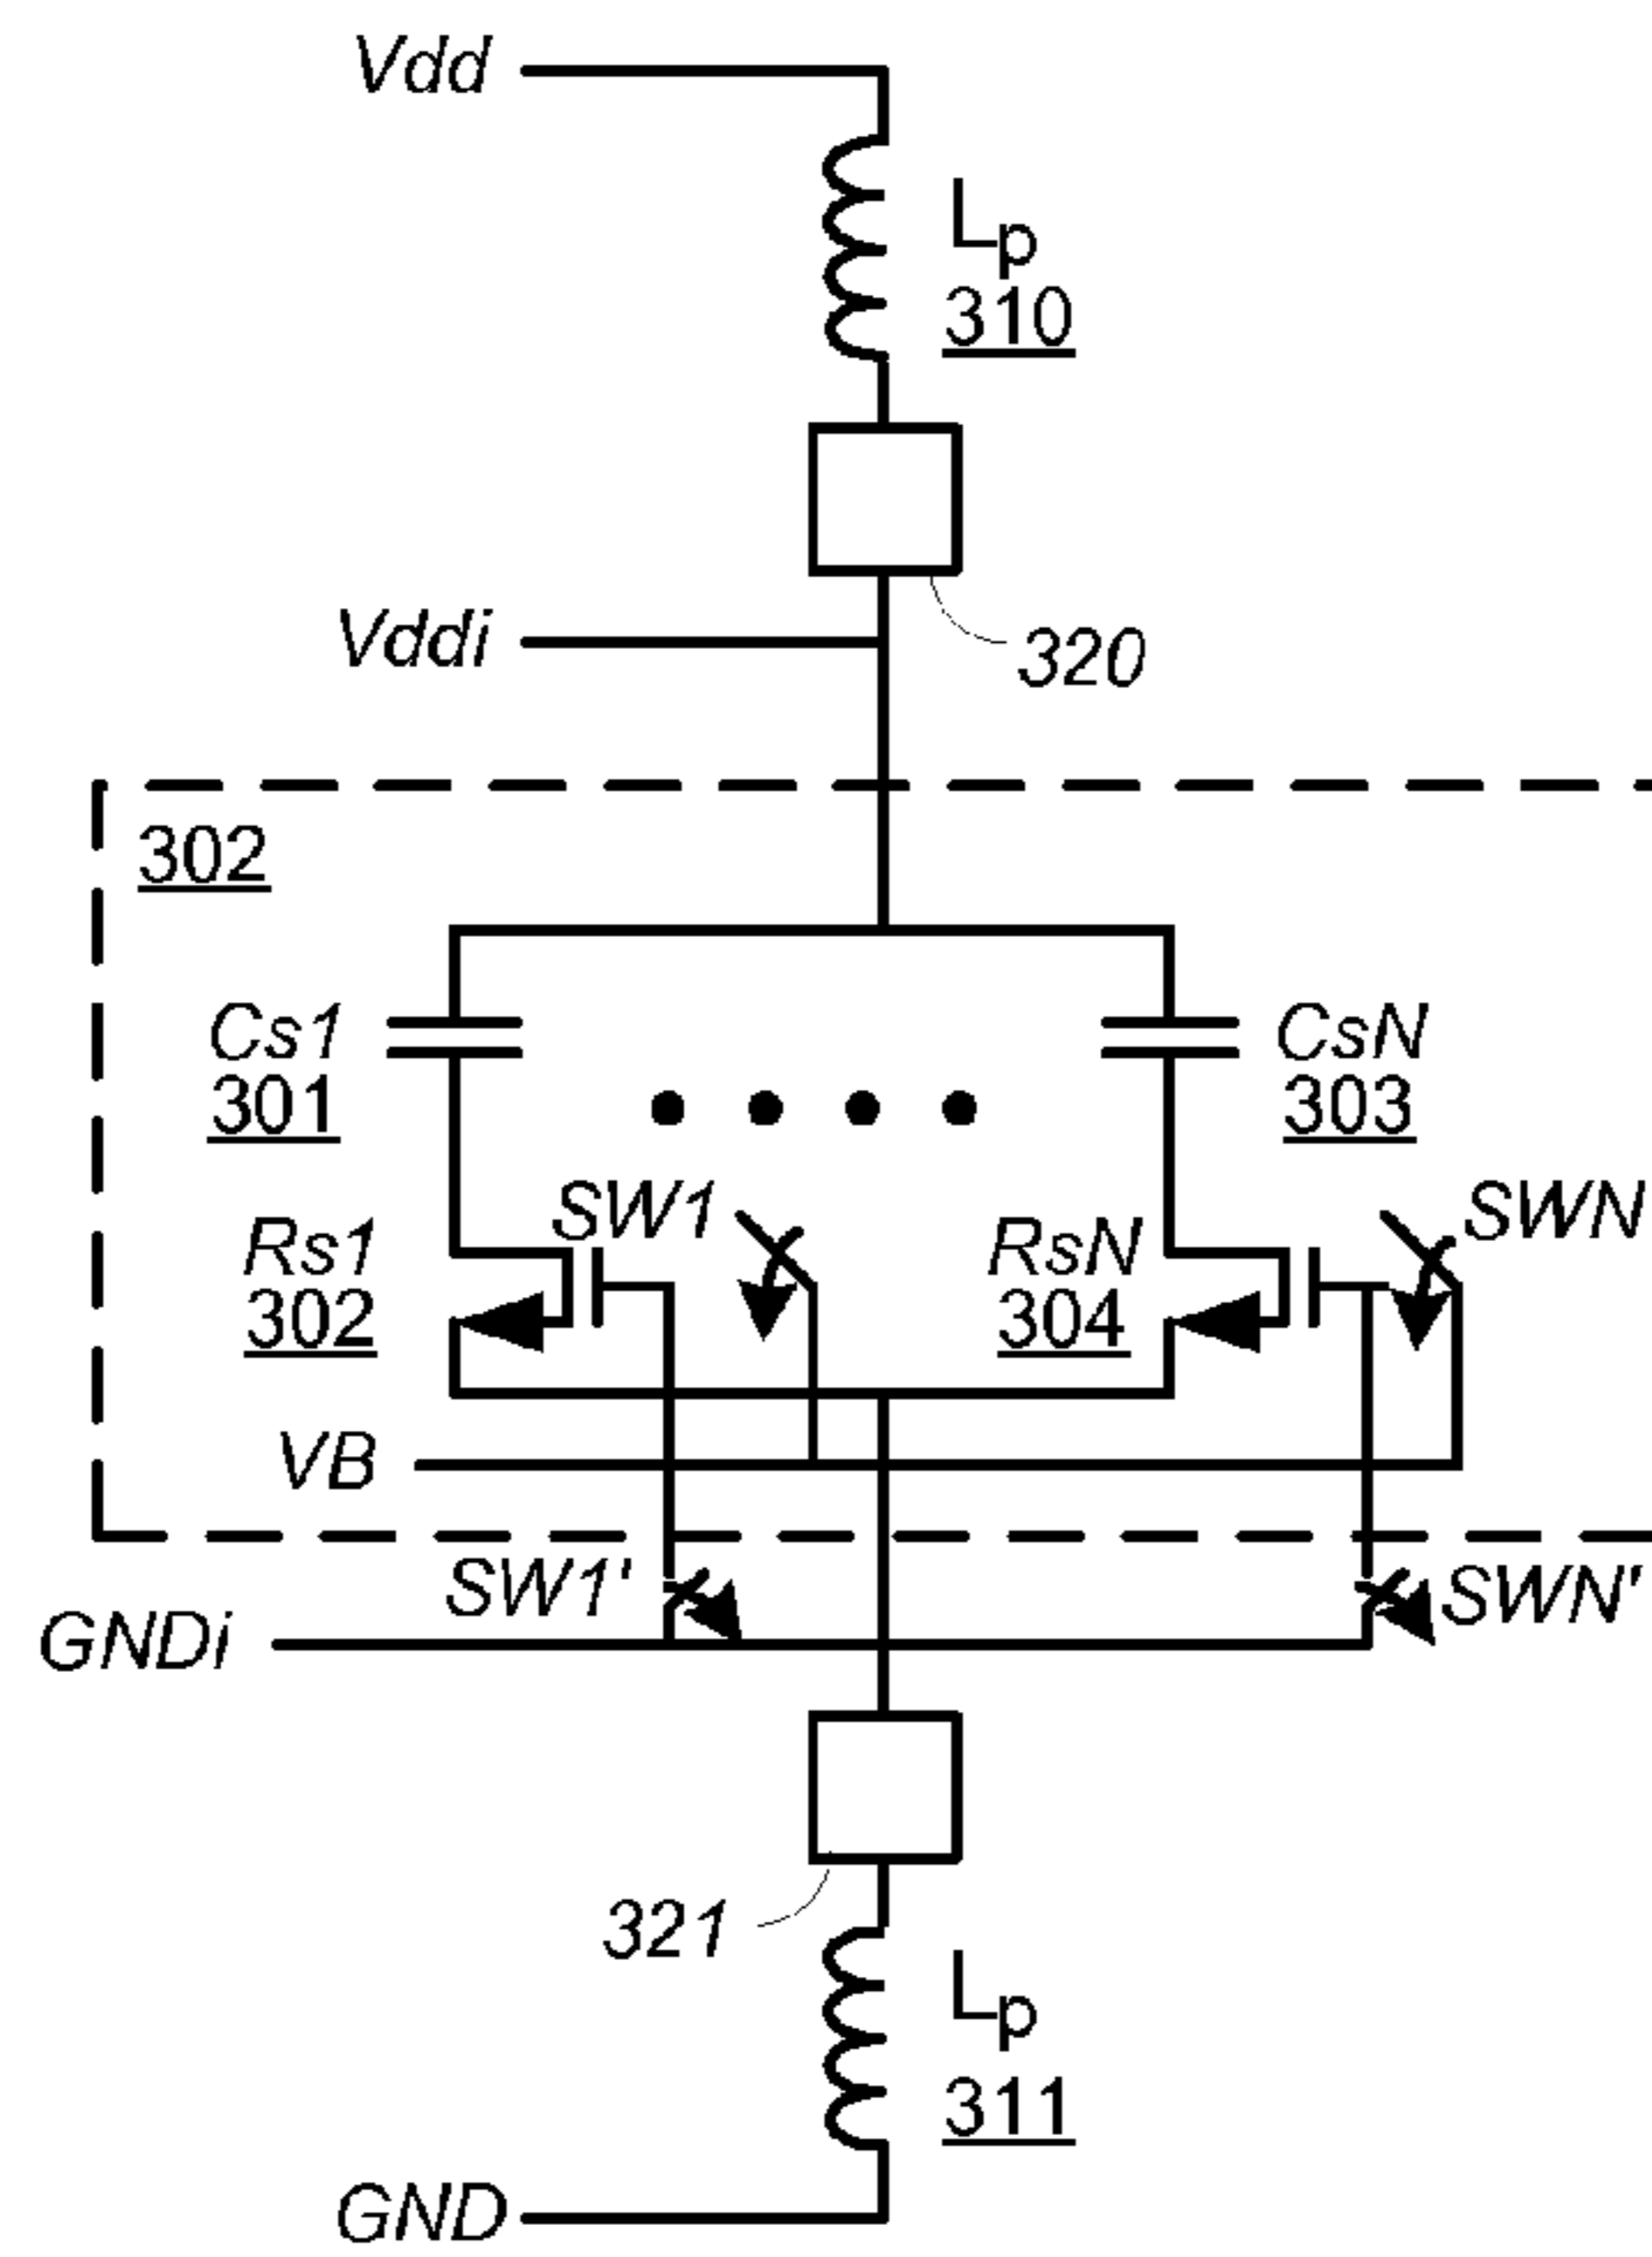 Vdd
Lp
310
Vddi
320
302
Cs1
301
CsN
303
SW1
SWN
Rs1
302
RsN
304
VB
SW1'
SWN'
GNDi
321
Lp
311
GND